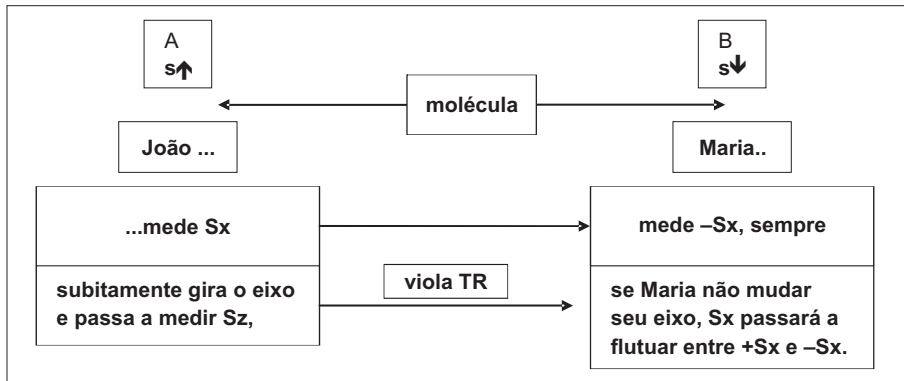 A
s↑
B
s↓
molécula
João ...
Maria..
...mede Sx
mede –Sx, sempre
subitamente gira o eixo
e passa a medir Sz,
viola TR
se Maria não mudar
seu eixo, Sx passará a
flutuar entre +Sx e –Sx.